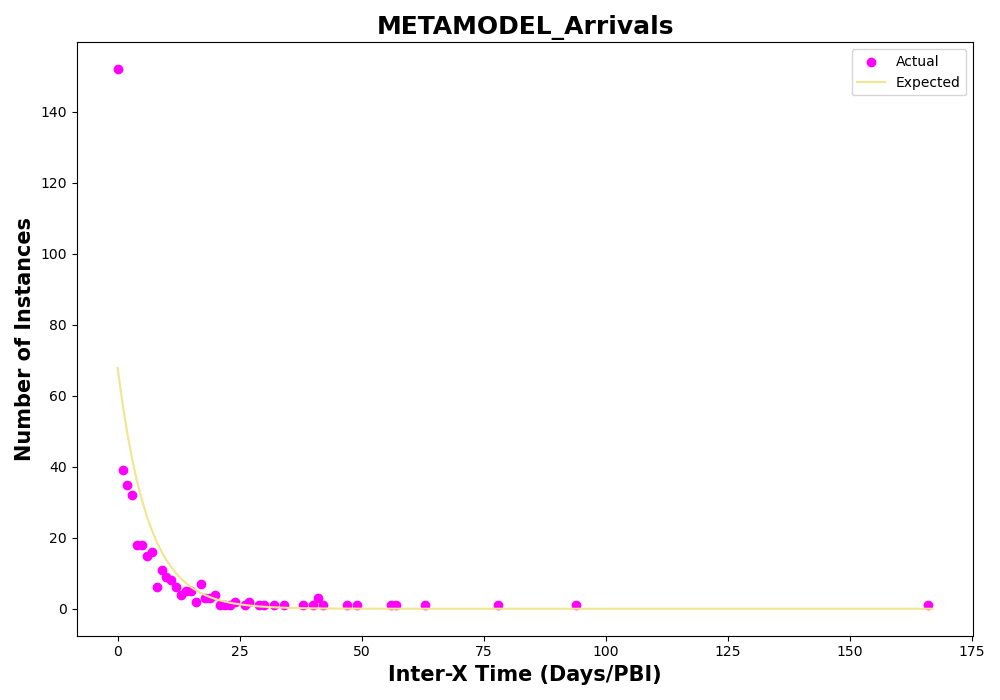 METAMODEL_Arrivals
Actual
Expected
Number of Instances
140
120
100
80
60
40
20
0
0 25 50 75 100 125 150 175
Inter-X Time (Days/PBI)